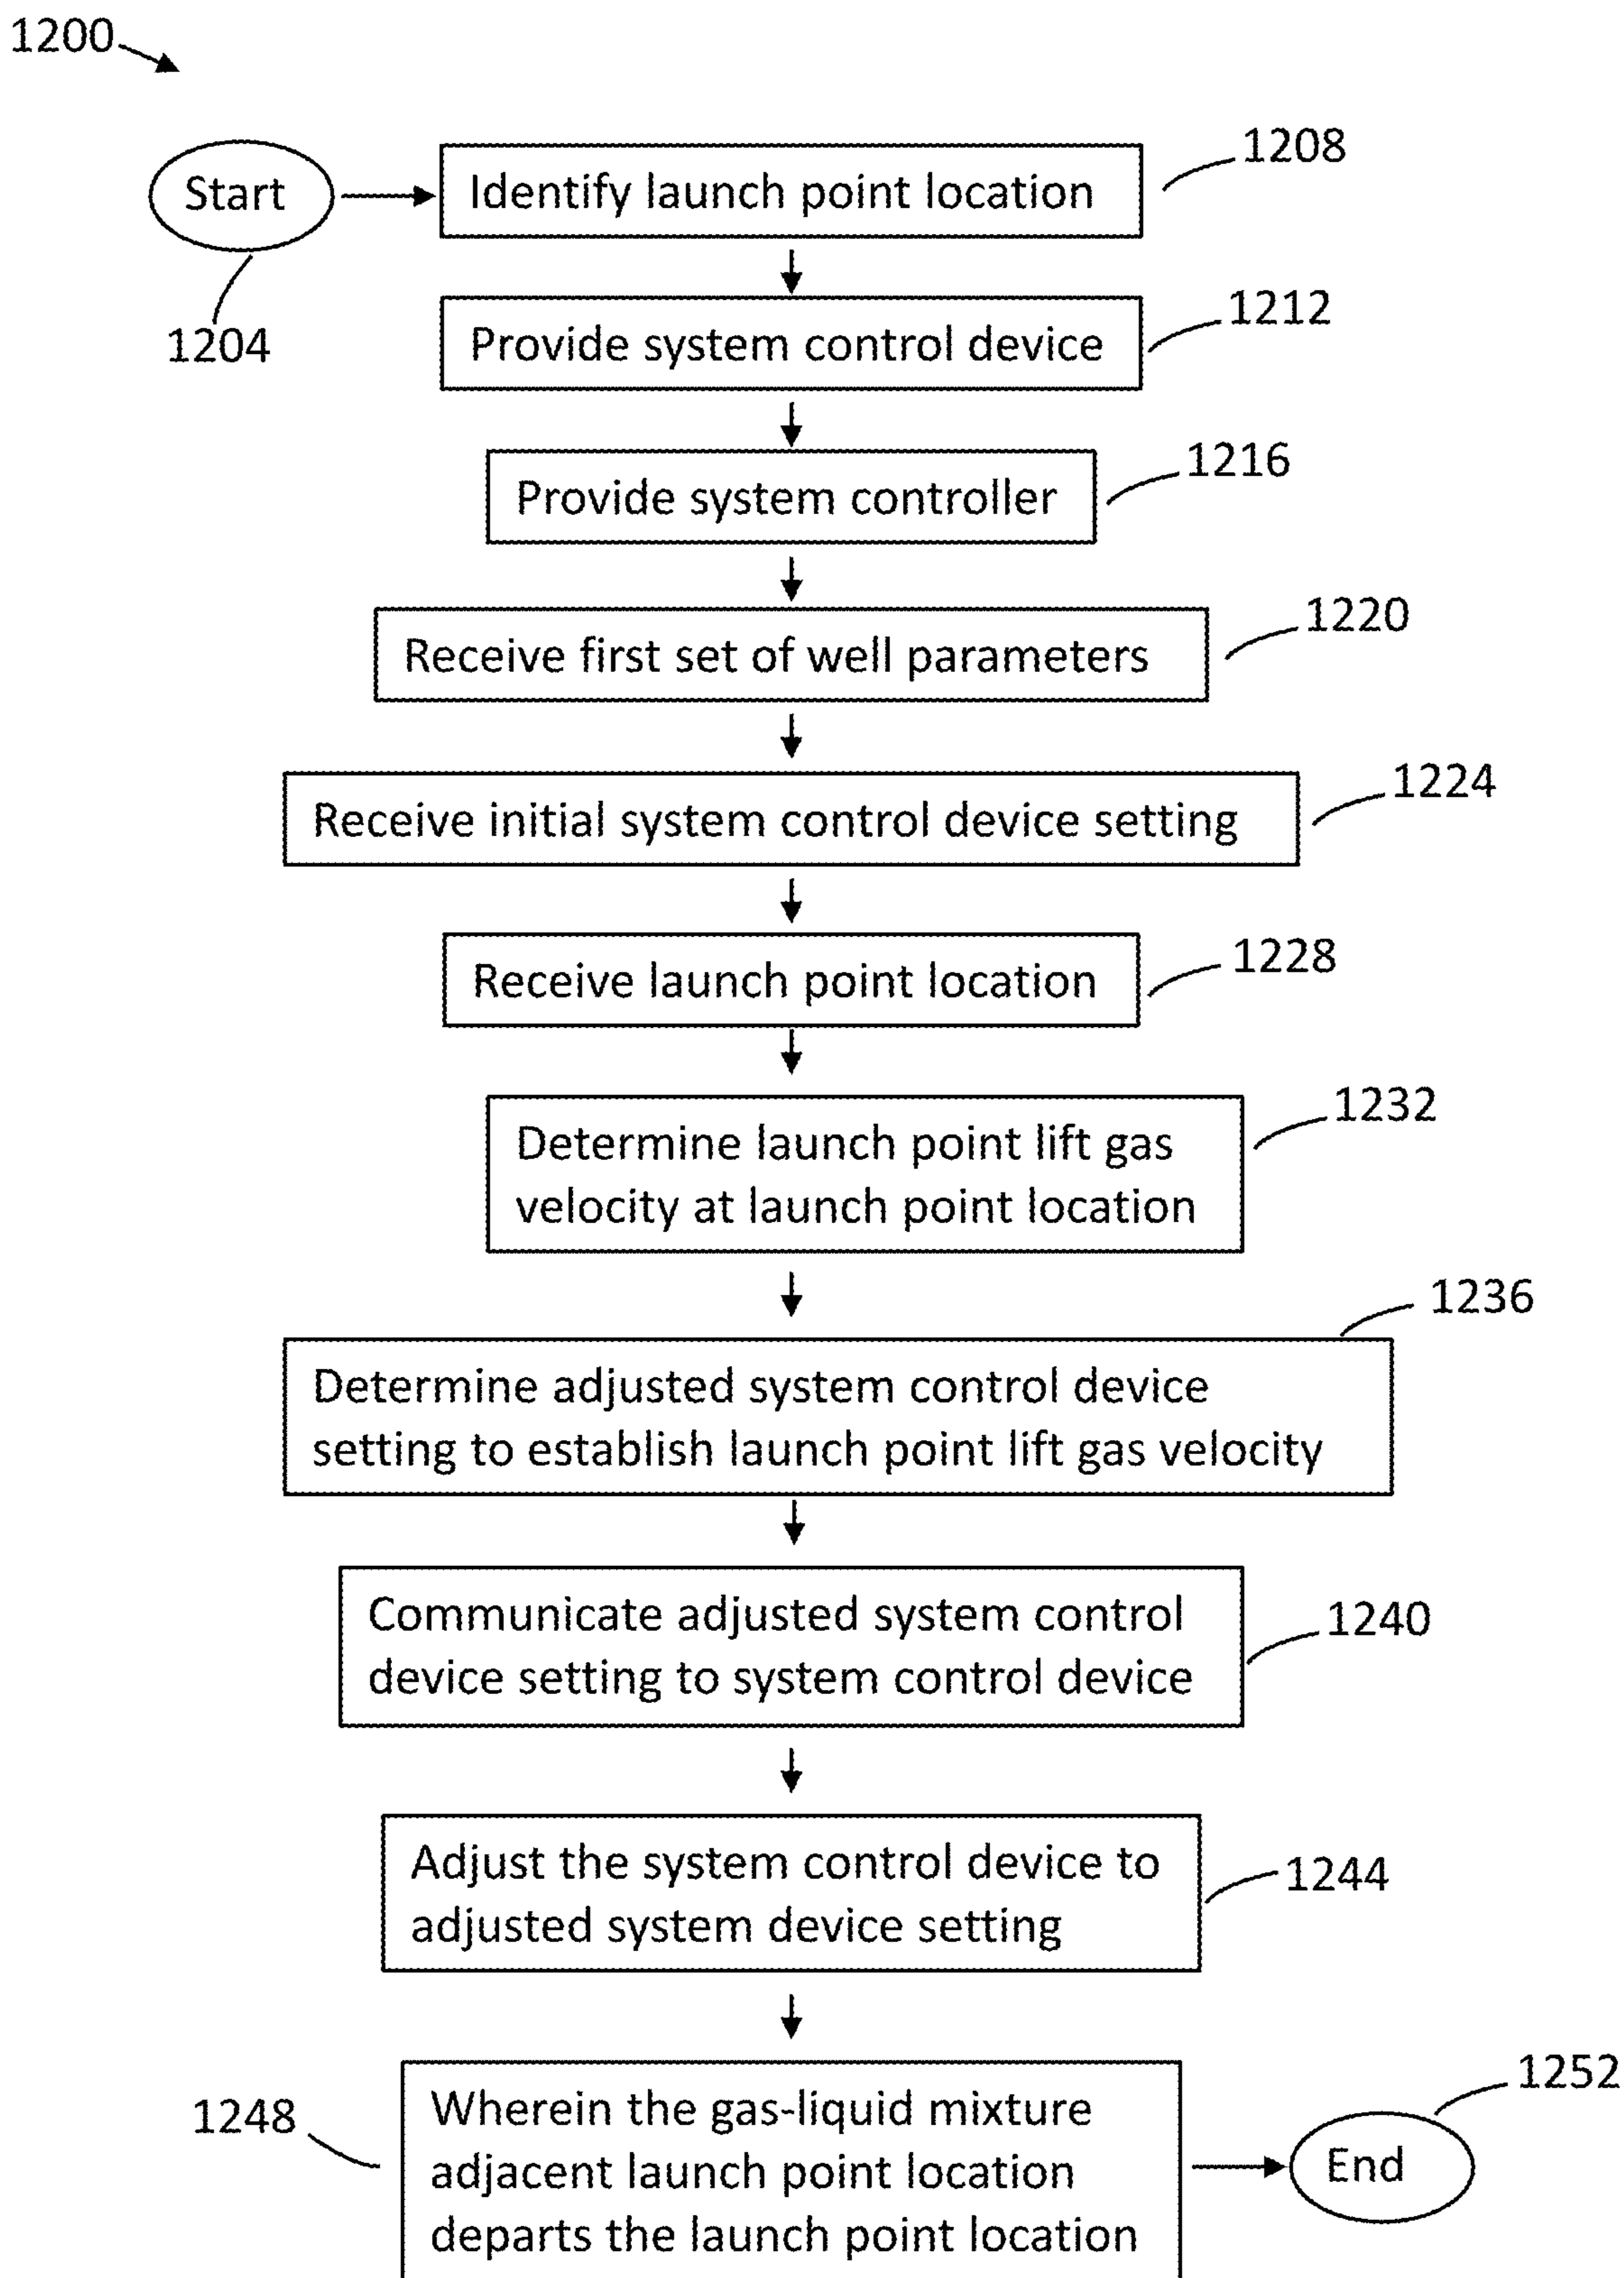 1200
Start
1204
Identify launch point location
1208
Provide system control device
1212
Provide system controller
1216
Receive first set of well parameters
1220
Receive initial system control device setting
1224
Receive launch point location
1228
Determine launch point lift gas
velocity at launch point location
1232
Determine adjusted system control device
setting to establish launch point lift gas velocity
1236
Communicate adjusted system control
device setting to system control device
1240
Adjust the system control device to
adjusted system device setting
1244
Wherein the gas-liquid mixture
adjacent launch point location
departs the launch point location
1248
End
1252